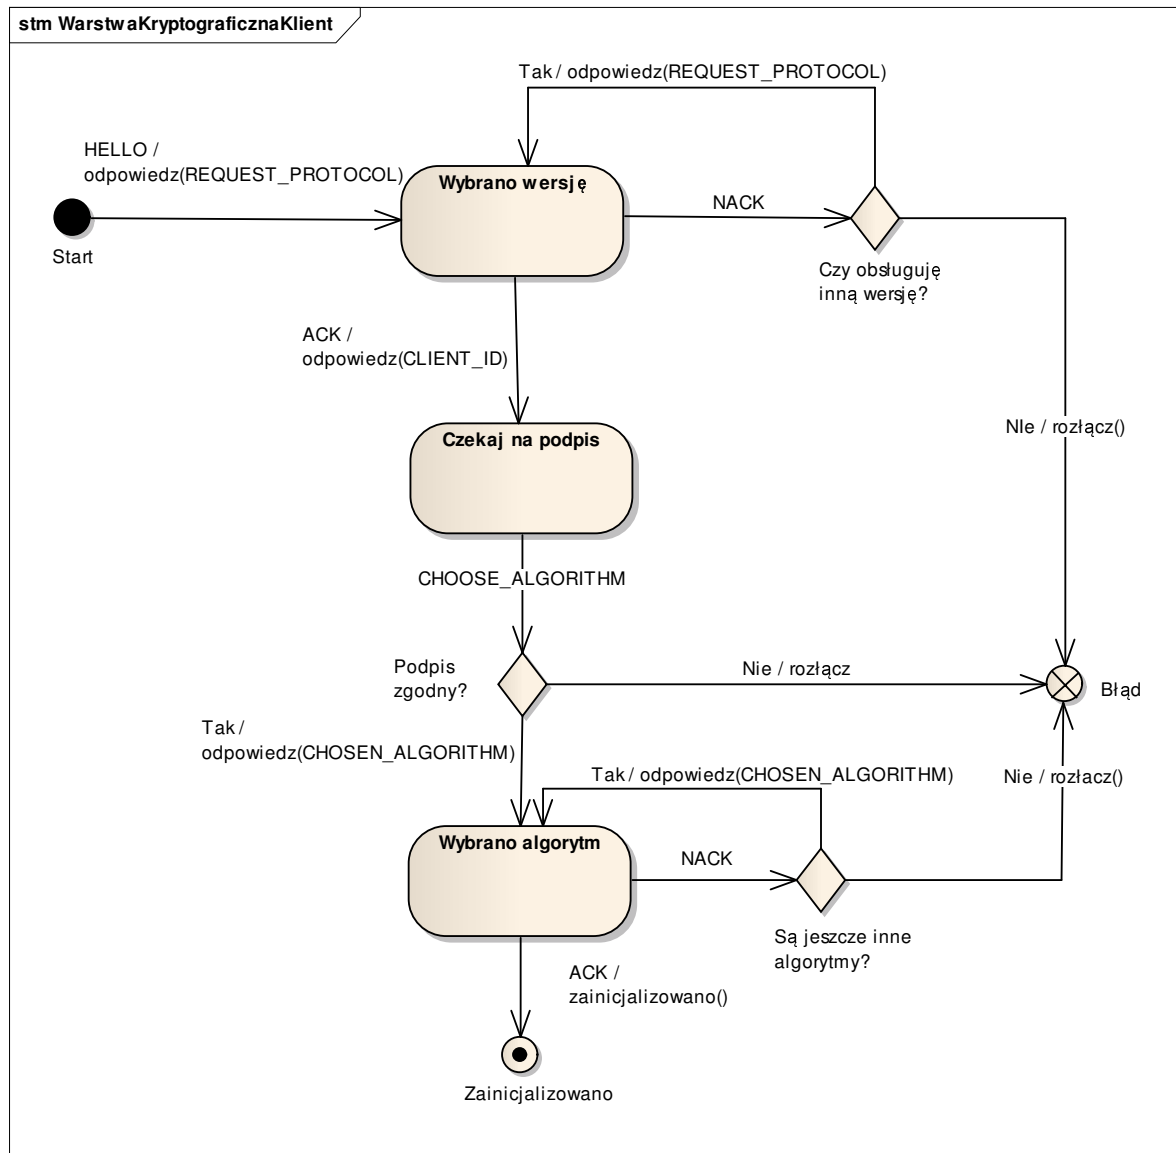 stm WarstwaKryptograficznaKlient
Tak / odpowiedz(REQUEST_PROTOCOL)
HELLO /
odpowiedz(REQUEST_PROTOCOL)
Wybrano wersję
NACK
Start
Czy obsługuję
inną wersję?
ACK /
odpowiedz(CLIENT_ID)
NIe / rozłącz()
Czekaj na podpis
CHOOSE_ALGORITHM
Podpis
zgodny?
Nie / rozłącz
Błąd
Tak /
odpowiedz(CHOSEN_ALGORITHM)
Tak / odpowiedz(CHOSEN_ALGORITHM)
Nie / rozłacz()
Wybrano algorytm
NACK
Są jeszcze inne
algorytmy?
ACK /
zainicjalizowano()
Zainicjalizowano